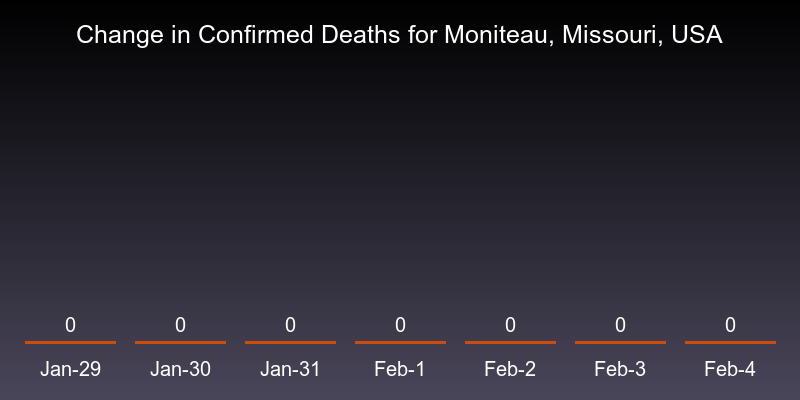 Change in Confirmed Deaths for Moniteau, Missouri, USA
0 0 0 0 0 0 0
Jan-29 Jan-30 Jan-31 Feb-1 Feb-2 Feb-3 Feb-4